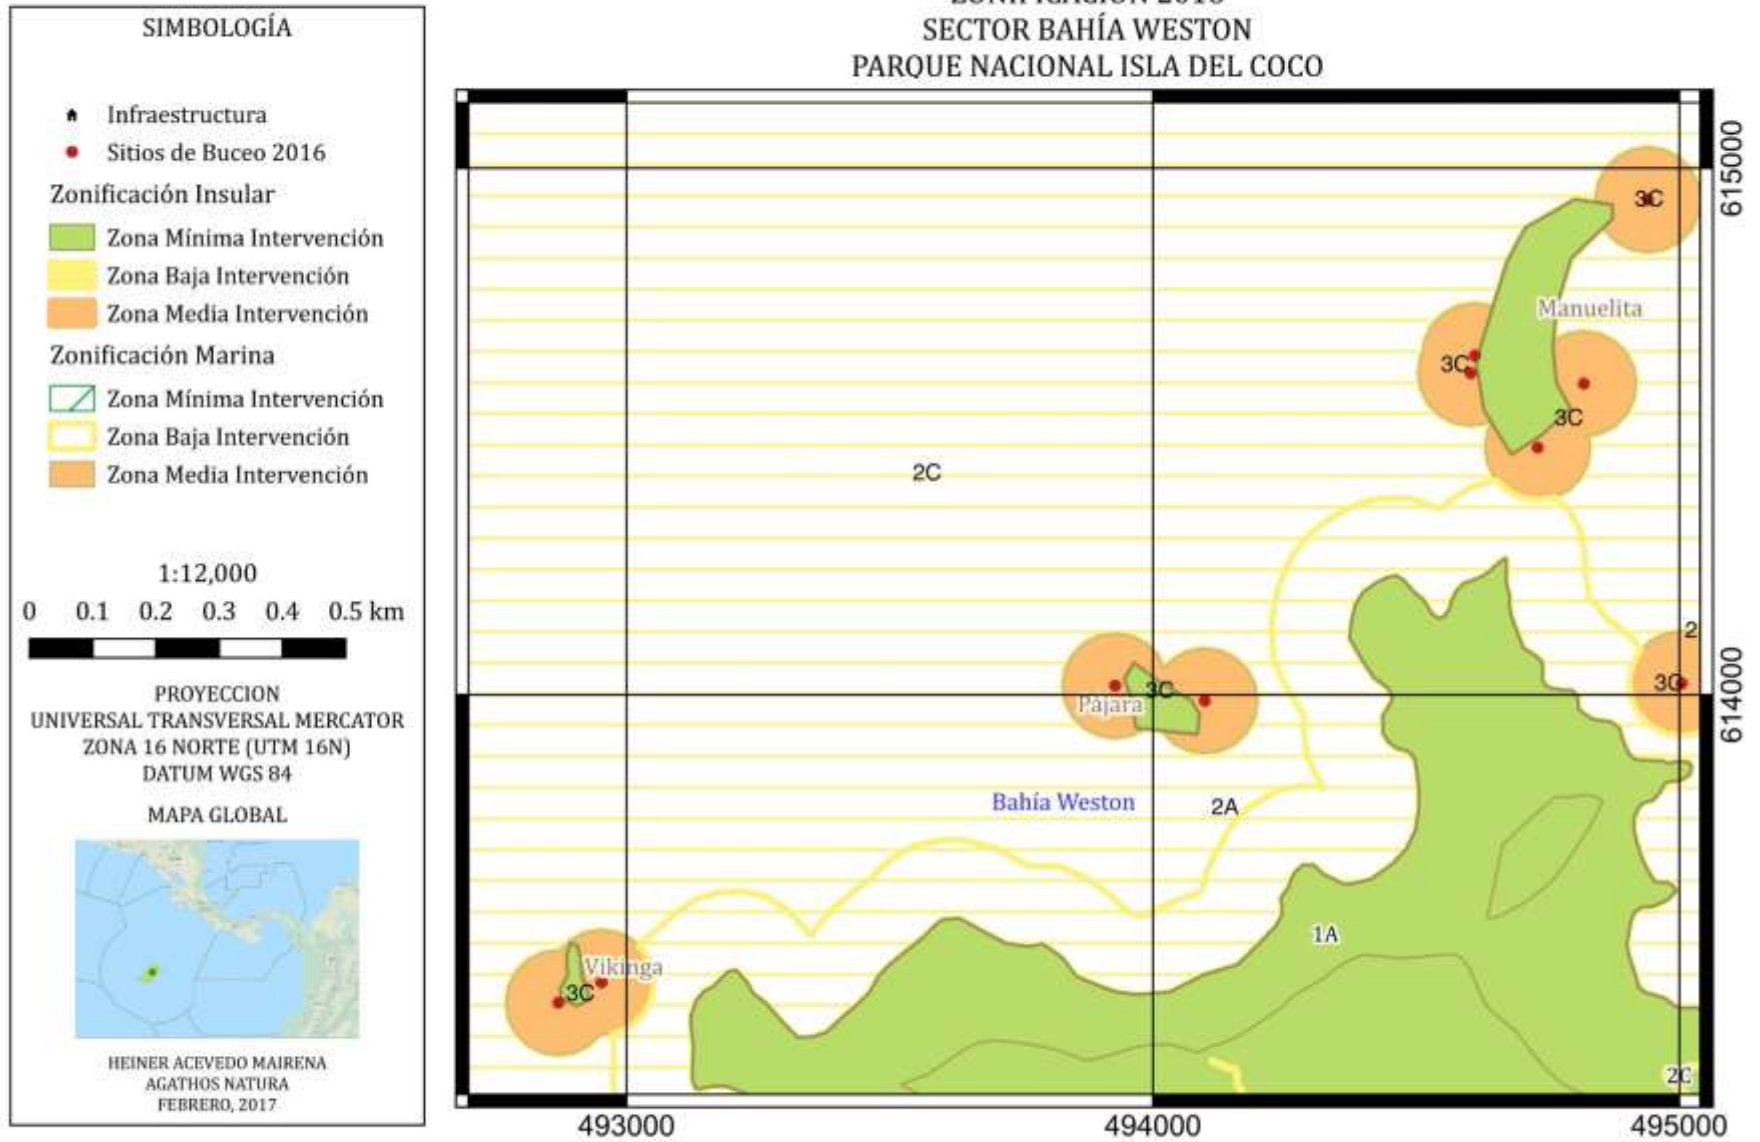 SIMBOLOGÍA
Infraestructura
Sitios de Buceo 2016
Zonificación Insular
Zona Mínima Intervención
Zona Baja Intervención
Zona Media Intervención
Zonificación Marina
Zona Mínima Intervención
Zona Baja Intervención
Zona Media Intervención
1:12,000
0 0.1 0.2 0.3 0.4 0.5 km
PROYECCION
UNIVERSAL TRANSVERSAL MERCATOR
ZONA 16 NORTE (UTM 16N)
DATUM WGS 84
MAPA GLOBAL
HEINER ACEVEDO MAIRENA
AGATHOS NATURA
FEBRERO, 2017
SECTOR BAHÍA WESTON
PARQUE NACIONAL ISLA DEL COCO
3C
615000
Manuelita
3C
3C
2C
2
3C
3C
614000
Pájara
Bahía Weston
2A
1A
Vikinga
3C
2C
493000
494000
495000